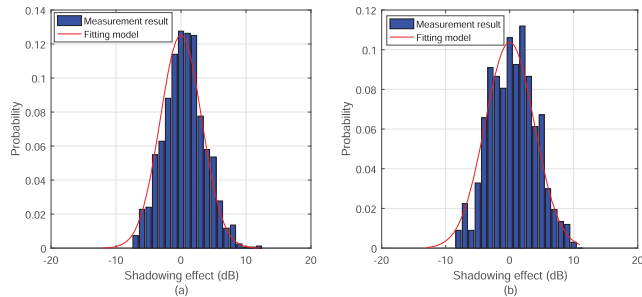 0.14
0.12
0.1
0.08
0.06
0.04
0.02
0
-20
-10
0
10
20
Probability
Shadowing effect (dB)
Measurement result
Fitting model
(a)
0.12
0.1
0.08
0.06
0.04
0.02
0
-20
-10
0
10
20
Probability
Shadowing effect (dB)
Measurement result
Fitting model
(b)